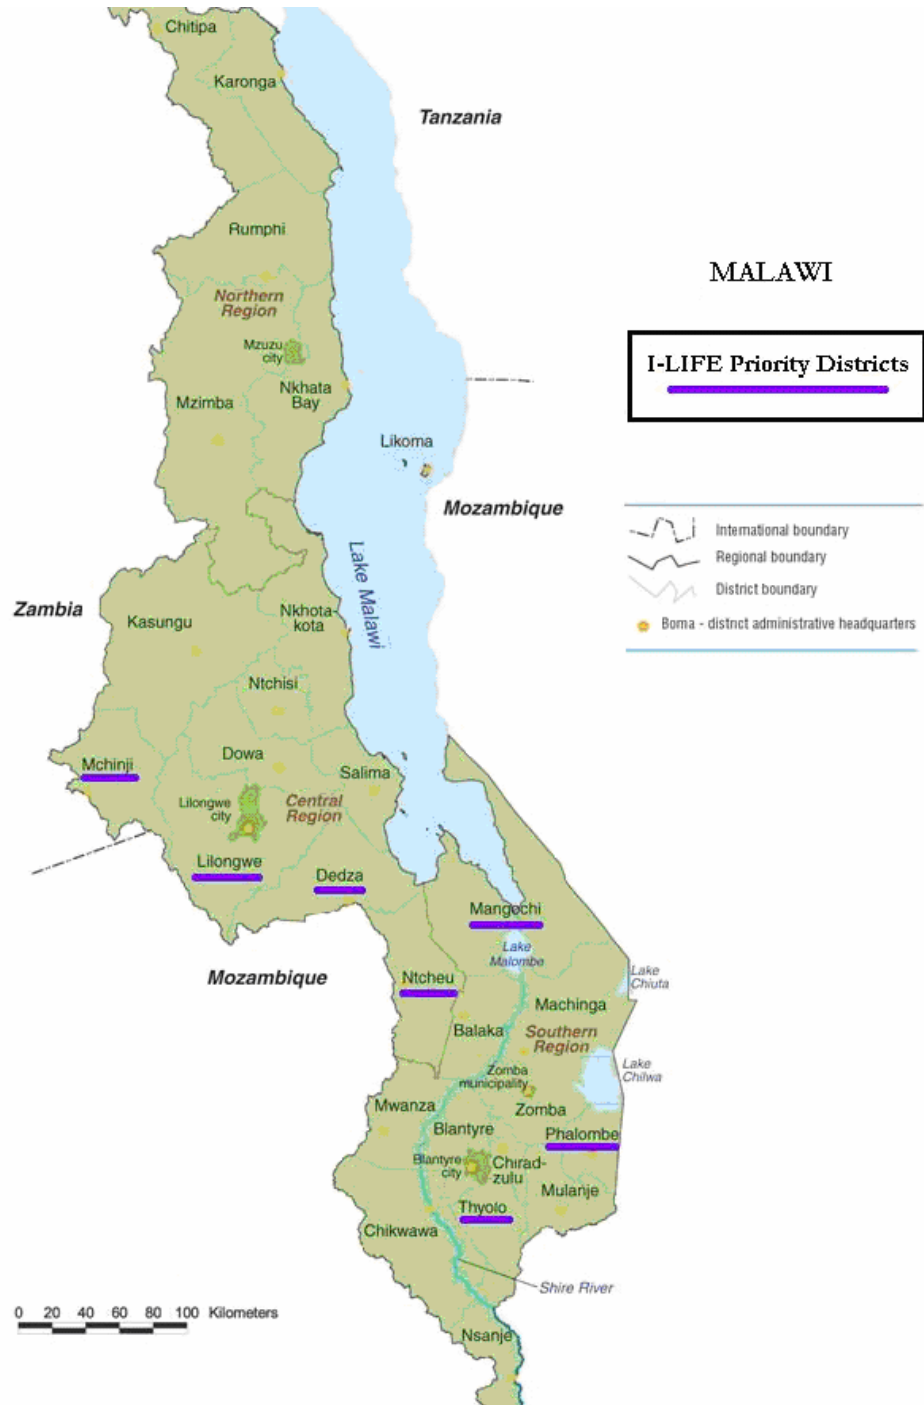 Chitipa
Karonga
Tanzania
Rumphi
MALAWI
Northern
Region
I-LIFE Priority Districts
Mzuzu
city
Nkhata
Bay
Mzimba
Likoma
Mozambique
International boundary
Regional boundary
District boundary
Boma - district administrative headquarters
Lake Malawi
Zambia
Kasungu
Nkhota-
kota
Ntchisi
Dowa
Mchinji
Salima
Lilongwe
city
Central
Region
Lilongwe
Dedza
Mangochi
Mozambique
Lake
Malombe
Ntcheu
Lake
Chiuta
Machinga
Balaka
Southern
Region
Lake
Chilwa
Zomba
municipality
Mwanza
Zomba
Blantyre
Phalombe
Blantyre
city
Chirad-
zulu
Mulanje
Thyolo
Chikwawa
Shire River
0 20 40 60 80 100 Kilometers
Nsanje